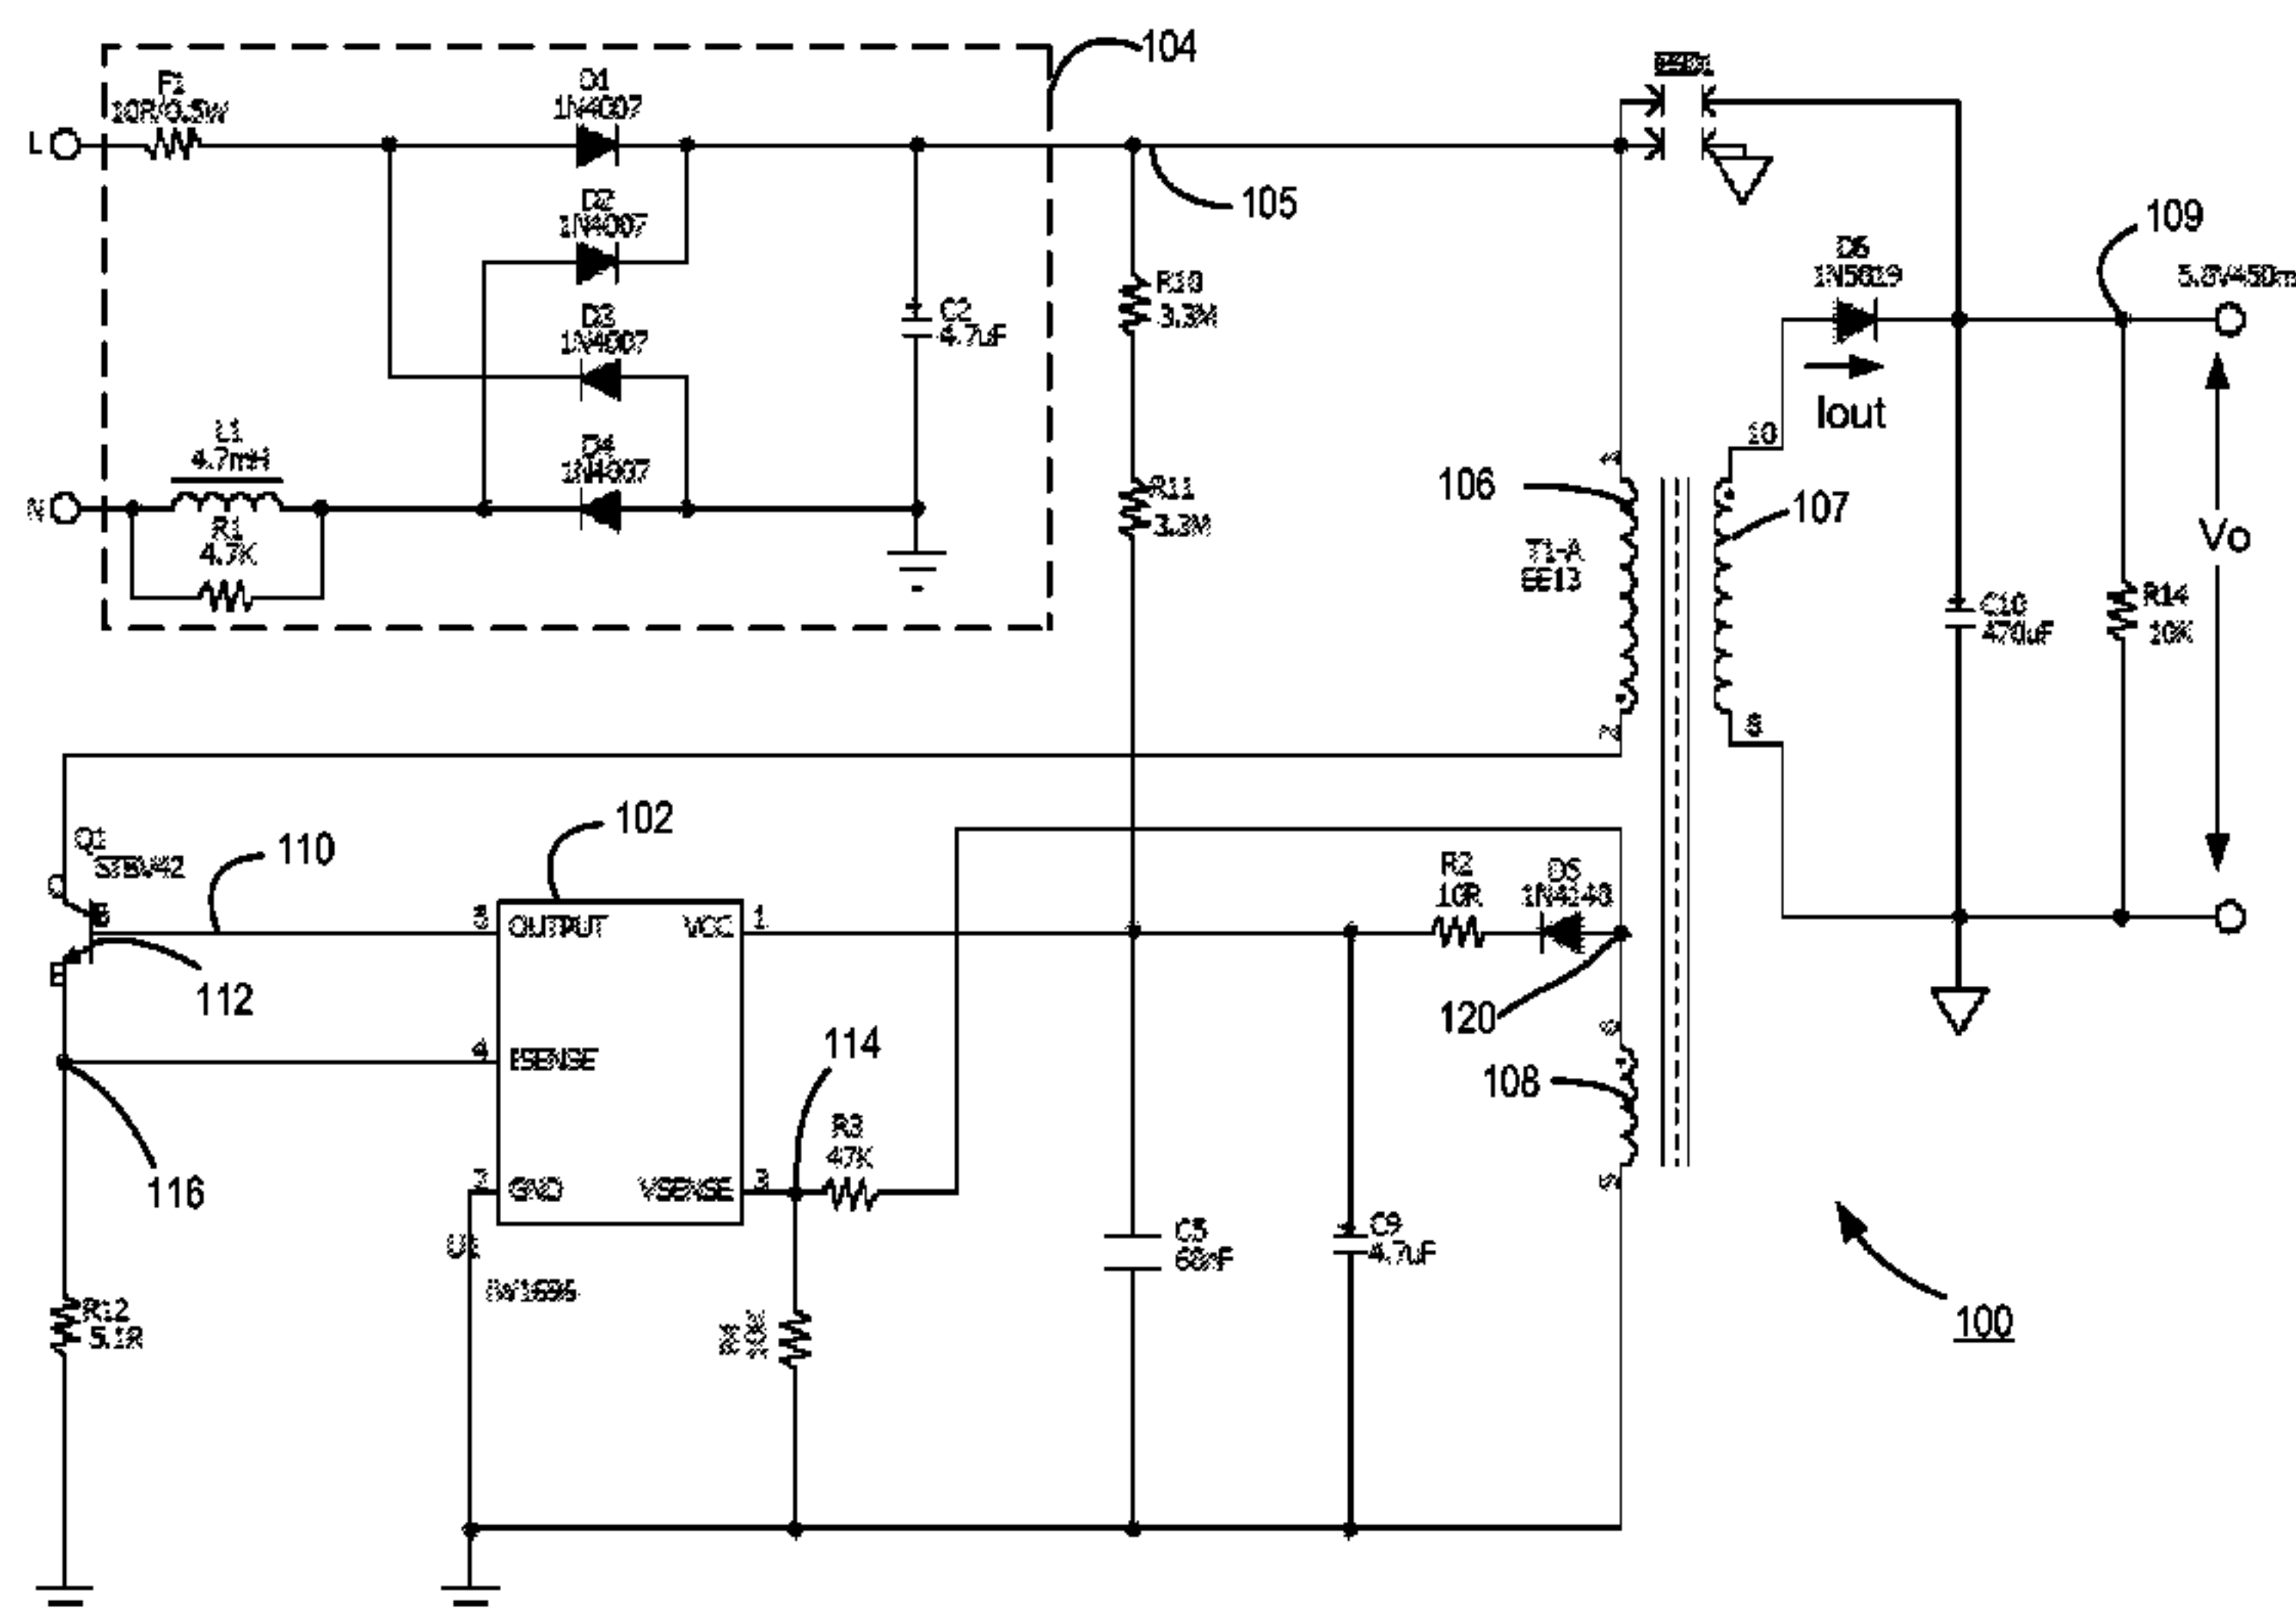 104
F1
10R/0.5W
D1
1N4007
L
105
D2
1N4007
109
D6
1N5819
R10
3.3M
D3
1N4007
C2
4.7uF
Iout
L1
4.7mH
D4
1N4007
10
106
R11
3.3M
107
N
R1
4.7K
Vo
T1-A
EE13
C10
470uF
R14
10K
2
8
102
Q1
STBV42
110
C
B
R2
10R
D5
1N4148
OUTPUT
VCC
1
E
112
120
4
ISENSE
114
108
116
R3
47K
GND
VSENSE
3
U1
C5
68nF
C9
4.7uF
R12
5.1R
100